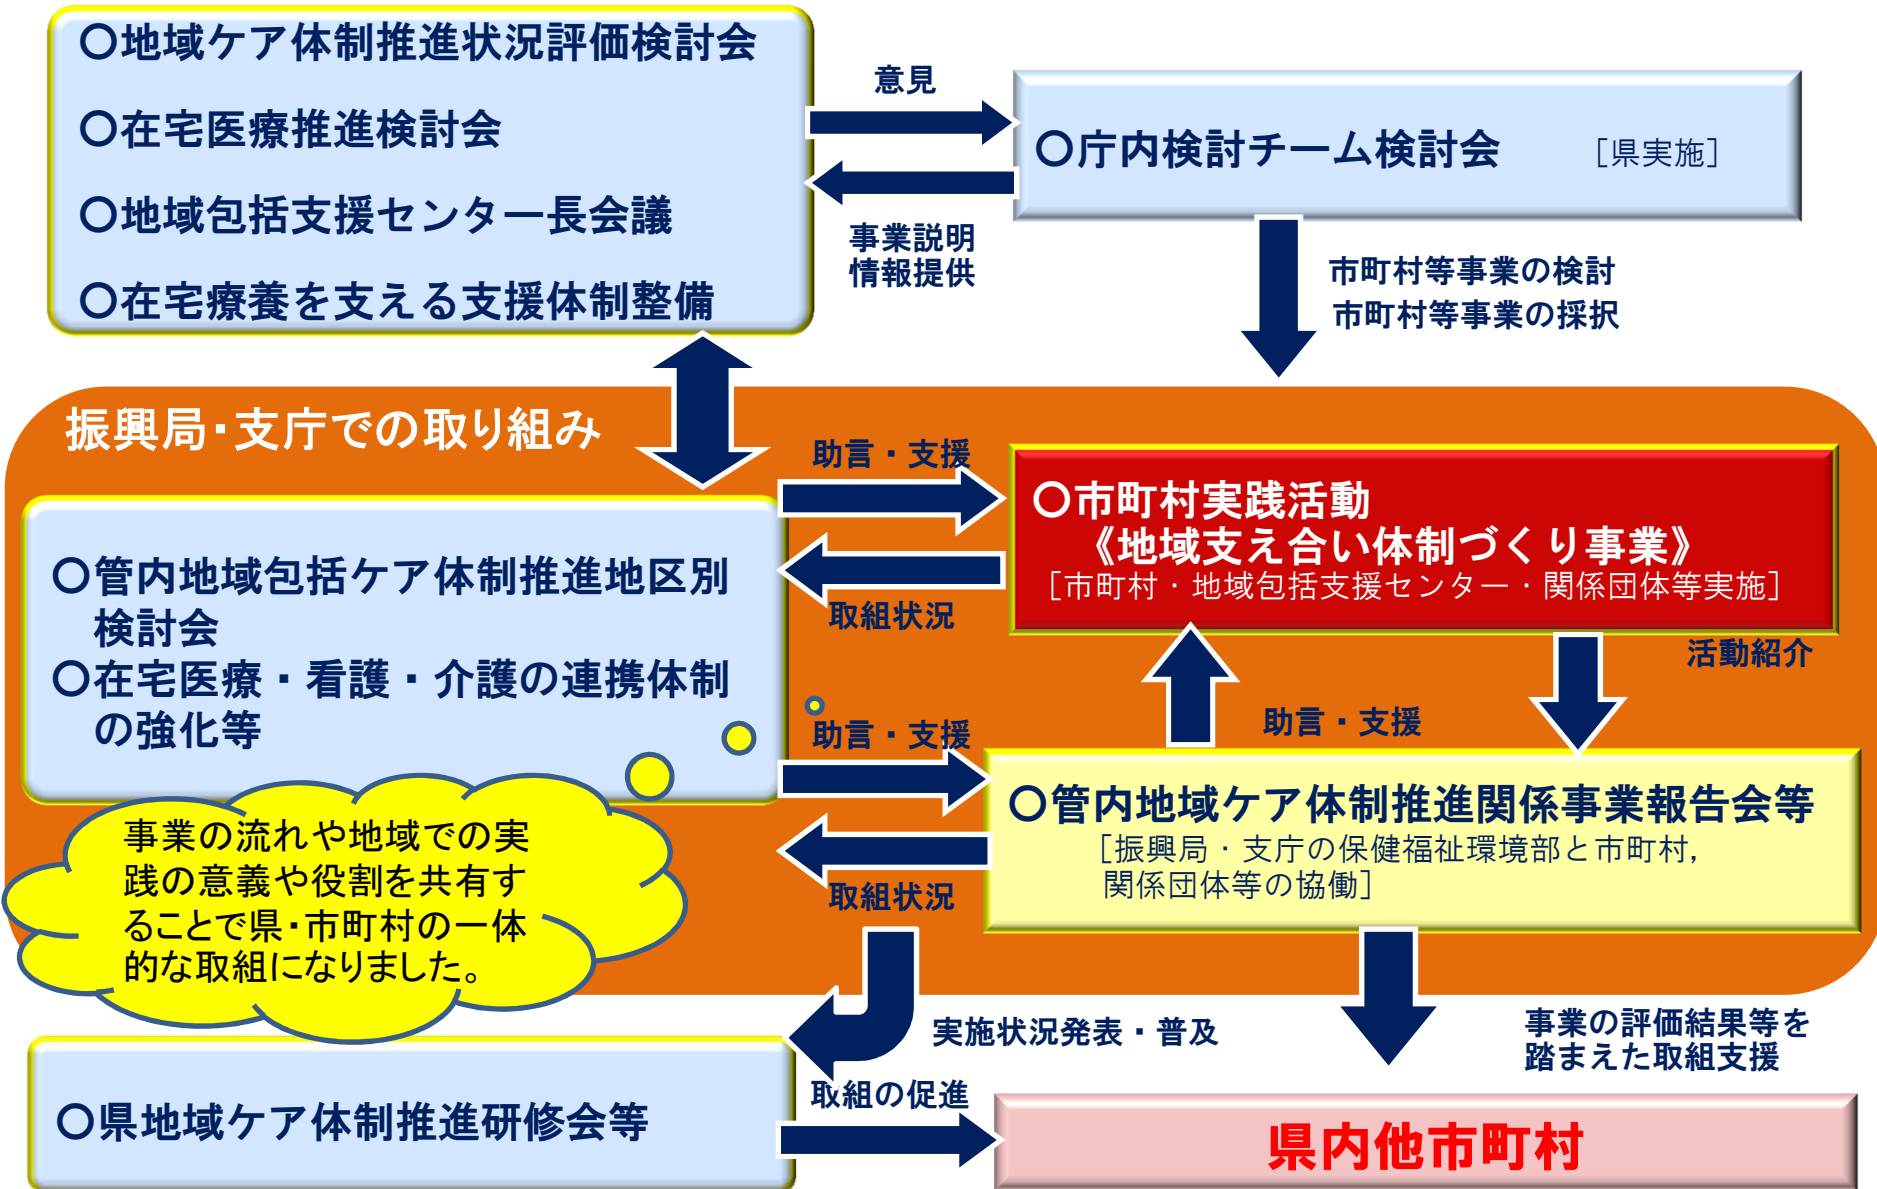 ○地域ケア体制推進状況評価検討会
○在宅医療推進検討会
○地域包括支援センター長会議
○在宅療養を支える支援体制整備
意見
事業説明
情報提供
○庁内検討チーム検討会 [県実施]
市町村等事業の検討
市町村等事業の採択
振興局・支庁での取り組み
助言・支援
取組状況
○市町村実践活動
《地域支え合い体制づくり事業》
[市町村・地域包括支援センター・関係団体等実施]
○管内地域包括ケア体制推進地区別
検討会
○在宅医療・看護・介護の連携体制
の強化等
活動紹介
助言・支援
助言・支援
取組状況
○管内地域ケア体制推進関係事業報告会等
[振興局・支庁の保健福祉環境部と市町村,
関係団体等の協働]
事業の流れや地域での実
践の意義や役割を共有す
ることで県・市町村の一体
的な取組になりました。
実施状況発表・普及
事業の評価結果等を
踏まえた取組支援
○県地域ケア体制推進研修会等
取組の促進
県内他市町村